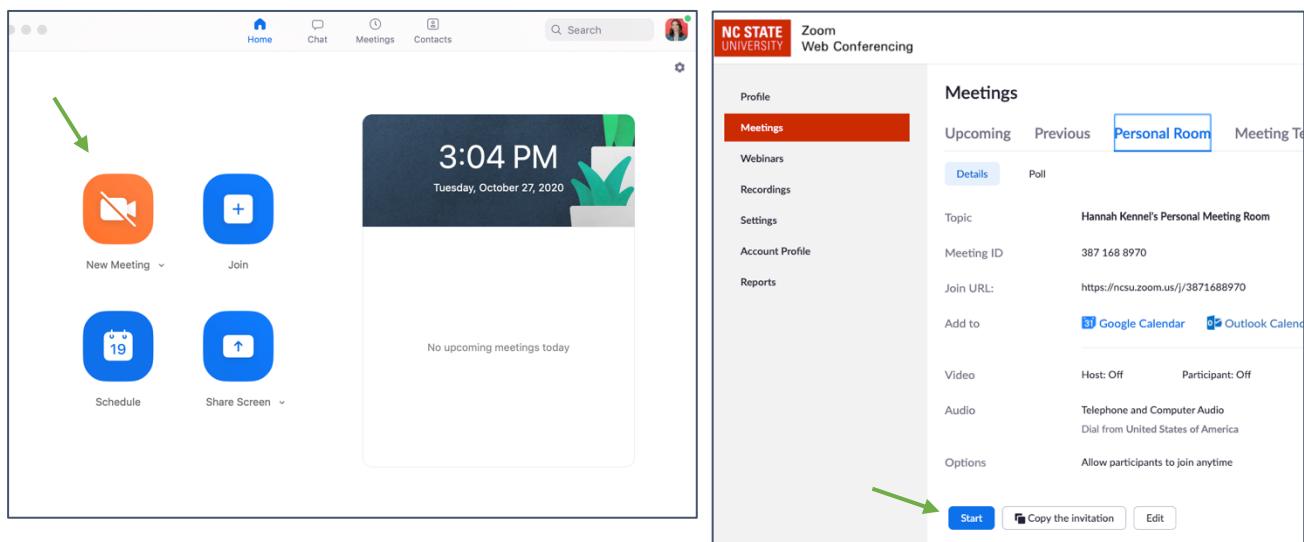 Home Chat Meetings Contacts
Search
3:04 PM
Tuesday, October 27, 2020
New Meeting
Join
19
Schedule
Share Screen
No upcoming meetings today
NC STATE
UNIVERSITY
Zoom
Web Conferencing
Profile
Meetings
Webinars
Recordings
Settings
Account Profile
Reports
Meetings
Upcoming Previous Personal Room Meeting Te
Details Poll
Topic Hannah Kennel's Personal Meeting Room
Meeting ID 387 168 8970
Join URL: https://ncsu.zoom.us/j/3871688970
Add to 31 Google Calendar Outlook Calend
Video Host: Off Participant: Off
Audio Telephone and Computer Audio
Dial from United States of America
Options Allow participants to join anytime
Start Copy the invitation Edit